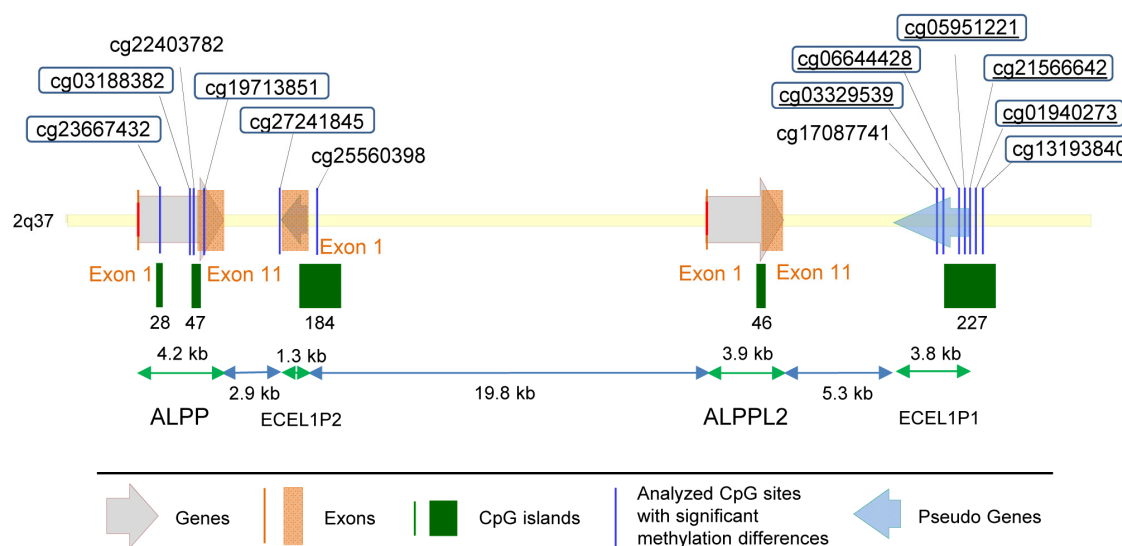 cg05951221
cg22403782
cg06644428
cg21566642
cg03188382
cg19713851
cg03329539
cg01940273
cg23667432
cg27241845
cg17087741
cg13193840
cg25560398
2q37
Exon 1
Exon 1
Exon 11
Exon 1
Exon 11
28
47
184
46
227
4.2 kb
1.3 kb
3.9 kb
3.8 kb
2.9 kb
19.8 kb
5.3 kb
ALPP
ECEL1P2
ALPPL2
ECEL1P1
Genes
Exons
CpG islands
Analyzed CpG sites
with significant
methylation differences
Pseudo Genes